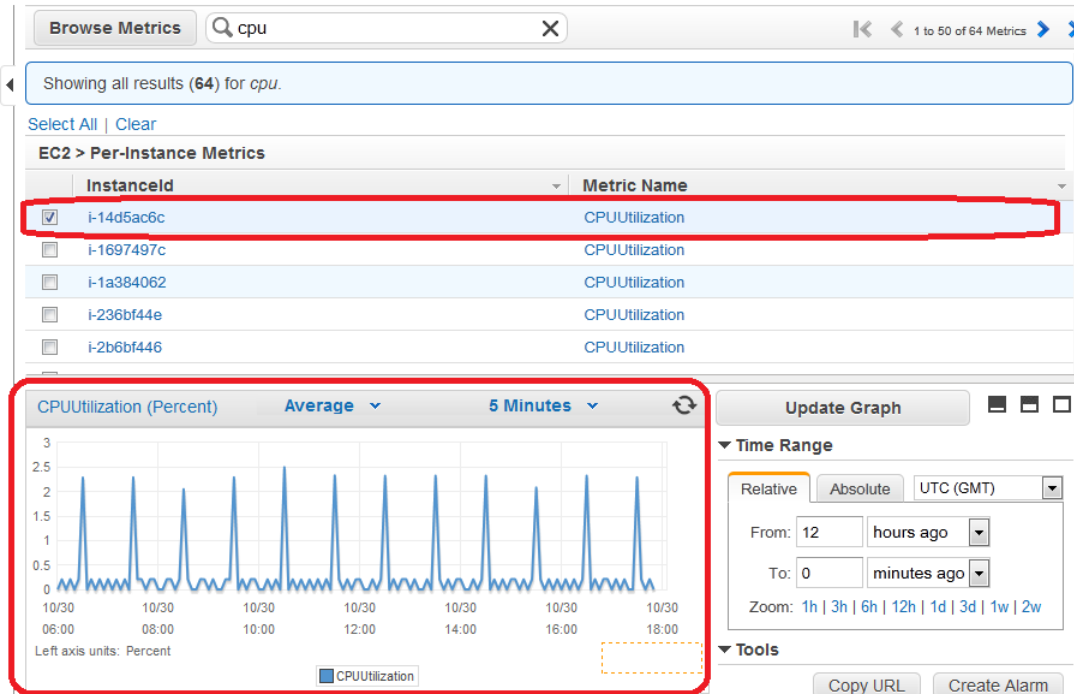 Browse Metrics cpu 1 to 50 of 64 Metrics
Showing all results (64) for cpu.
Select All | Clear
EC2 > Per-Instance Metrics
InstanceId Metric Name
i-14d5ac6c CPUUtilization
i-1697497c CPUUtilization
i-1a384062 CPUUtilization
i-236bf44e CPUUtilization
i-2b6bf446 CPUUtilization
CPUUtilization (Percent) Average 5 Minutes
3
2.5
2
1.5
1
0.5
0
10/30 10/30 10/30 10/30 10/30 10/30 10/30
06:00 08:00 10:00 12:00 14:00 16:00 18:00
Left axis units: Percent
CPUUtilization
Update Graph
Time Range
Relative Absolute UTC (GMT)
From: 12 hours ago
To: 0 minutes ago
Zoom: 1h | 3h | 6h | 12h | 1d | 3d | 1w | 2w
Tools
Copy URL Create Alarm